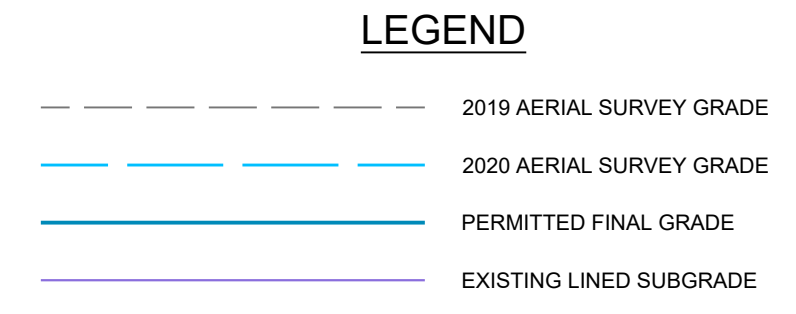 LEGEND
2019 AERIAL SURVEY GRADE
2020 AERIAL SURVEY GRADE
PERMITTED FINAL GRADE
EXISTING LINED SUBGRADE